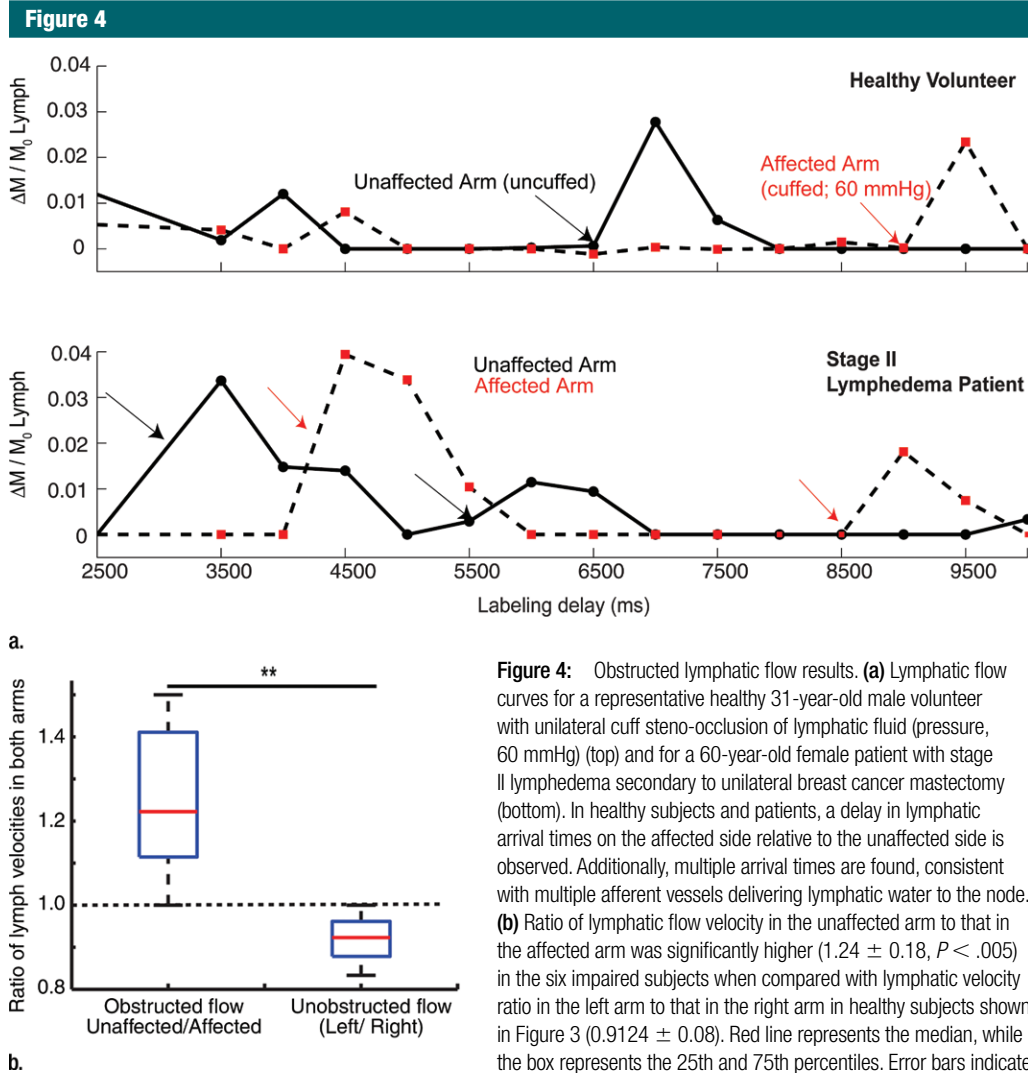 Figure 4
0.04
0.03
0.02
0.01
0
ΔM / M₀ Lymph
Healthy Volunteer
Unaffected Arm (uncuffed)
Affected Arm
(cuffed; 60 mmHg)
0.04
0.03
0.02
0.01
0
ΔM / M₀ Lymph
Unaffected Arm
Affected Arm
Stage II
Lymphedema Patient
2500 3500 4500 5500 6500 7500 8500 9500
Labeling delay (ms)
a.
Ratio of lymph velocities in both arms
1.4
1.2
1.0
0.8
**
Obstructed flow
Unaffected/Affected
Unobstructed flow
(Left/ Right)
b.
Figure 4: Obstructed lymphatic flow results. (a) Lymphatic flow
curves for a representative healthy 31-year-old male volunteer
with unilateral cuff steno-occlusion of lymphatic fluid (pressure,
60 mmHg) (top) and for a 60-year-old female patient with stage
II lymphedema secondary to unilateral breast cancer mastectomy
(bottom). In healthy subjects and patients, a delay in lymphatic
arrival times on the affected side relative to the unaffected side is
observed. Additionally, multiple arrival times are found, consistent
with multiple afferent vessels delivering lymphatic water to the node.
(b) Ratio of lymphatic flow velocity in the unaffected arm to that in
the affected arm was significantly higher (1.24 ± 0.18, P < .005)
in the six impaired subjects when compared with lymphatic velocity
ratio in the left arm to that in the right arm in healthy subjects shown
in Figure 3 (0.9124 ± 0.08). Red line represents the median, while
the box represents the 25th and 75th percentiles. Error bars indicate